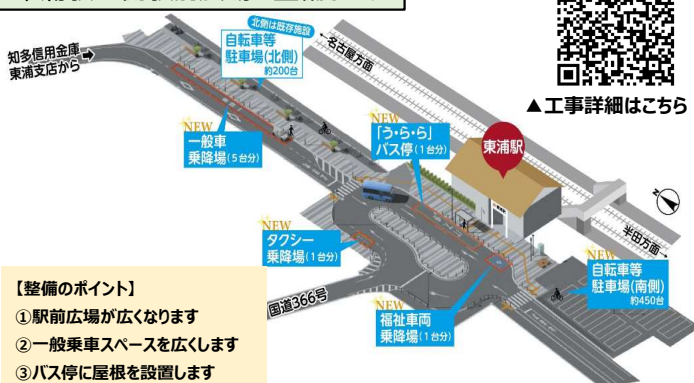 北側は既存施設
自転車等
駐車場(北側)
約200台
知多信用金庫
東浦支店から
名古屋方面
▲工事詳細はこちら
NEW
一般車
乗降場(5台分)
NEW
「う・ら・ら」
バス停(1台分)
東浦駅
半田方面
NEW
タクシー
乗降場(1台分)
NEW
自転車等
駐車場(南側)
約450台
国道366号
NEW
福祉車両
乗降場(1台分)
【整備のポイント】
①駅前広場が広くなります
②一般乗車スペースを広くします
③バス停に屋根を設置します